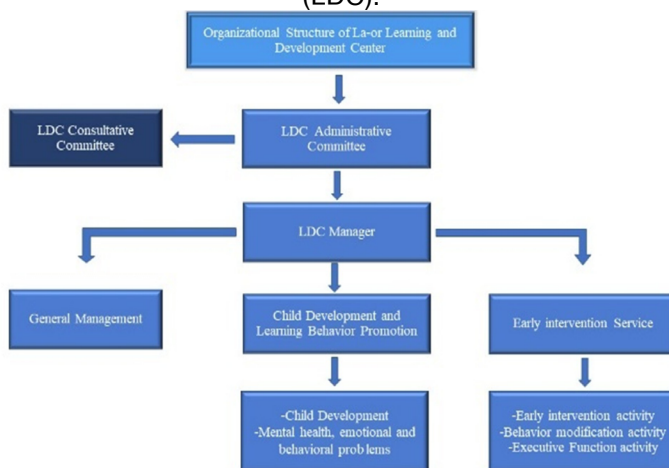 (LDC).
Organizational Structure of La-or Learning and
Development Center
LDC Consultative
Committee
LDC Administrative
Committee
LDC Manager
General Management
Child Development and
Learning Behavior Promotion
Early intervention Service
-Child Development
-Mental health, emotional and
behavioral problems
-Early intervention activity
-Behavior modification activity
-Executive Function activity